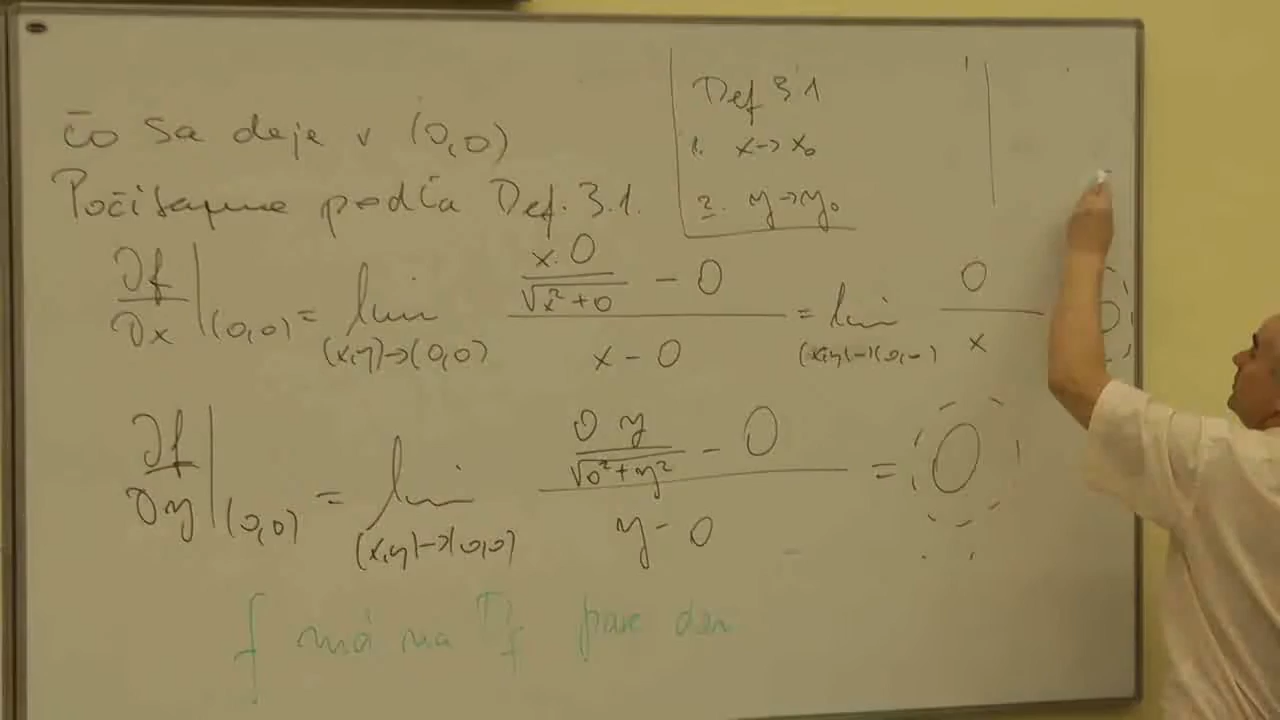 čo sa deje v (0,0)
Počítajme podľa Def. 3.1.
Def 3.1
1. x→x₀
2. y→y₀
∂f/∂x|(0,0) = lim (x,y)→(0,0) ((x·0)/√(x²+0) − 0)/(x−0) = lim (x,y)→(0,0) 0/x
∂f/∂y|(0,0) = lim (x,y)→(0,0) ((0 y)/√(0²+y²) − 0)/(y−0) = 0
f má na D_f parc der